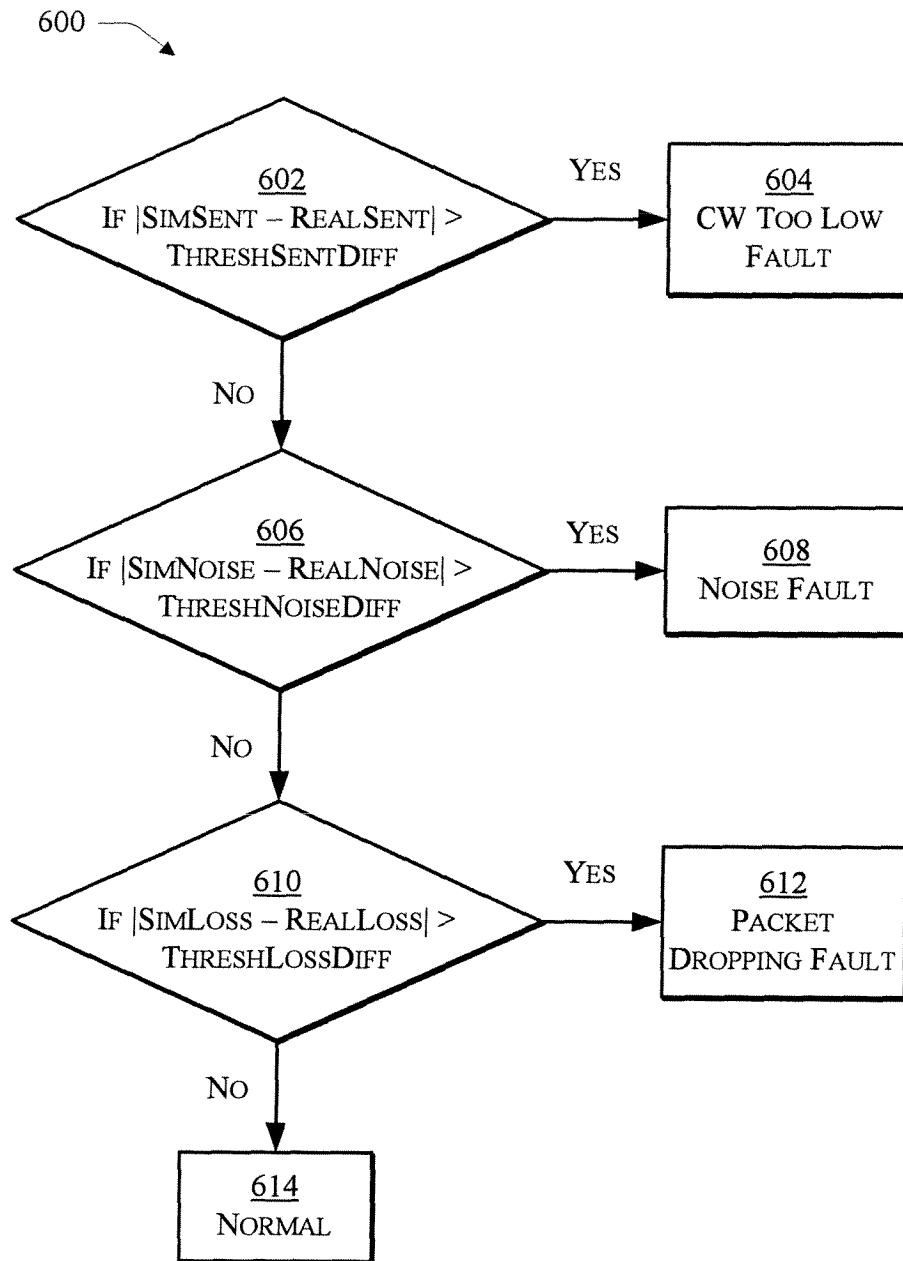 600
602
IF |SIMSENT – REALSENT| >
THRESHSENTDIFF
YES
604
CW TOO LOW
FAULT
NO
606
IF |SIMNOISE – REALNOISE| >
THRESHNOISEDIFF
YES
608
NOISE FAULT
NO
610
IF |SIMLOSS – REALLOSS| >
THRESHLOSSDIFF
YES
612
PACKET
DROPPING FAULT
NO
614
NORMAL